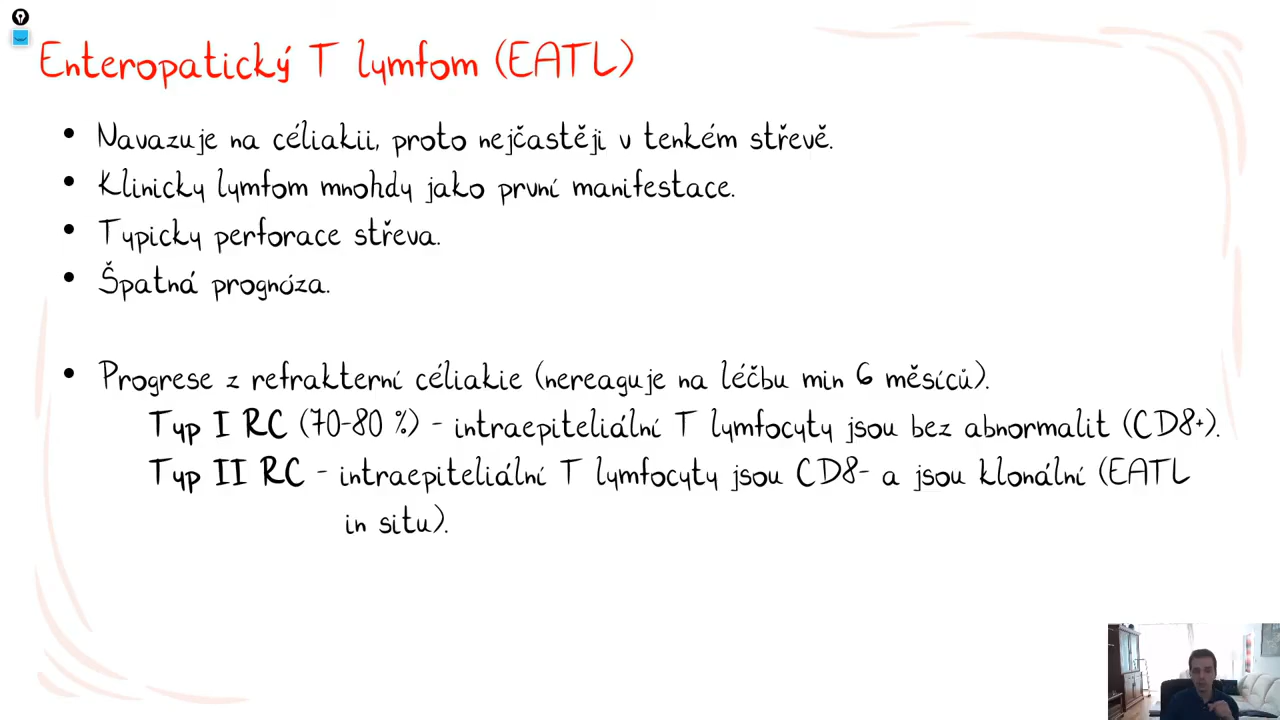 Enteropatický T lymfom (EATL)
• Navazuje na céliakii, proto nejčastěji v tenkém střevě.
• Klinicky lymfom mnohdy jako první manifestace.
• Typicky perforace střeva.
• Špatná prognóza.
• Progrese z refrakterní céliakie (nereaguje na léčbu min 6 měsíců).
Typ I RC (70-80 %) - intraepiteliální T lymfocyty jsou bez abnormalit (CD8+).
Typ II RC - intraepiteliální T lymfocyty jsou CD8- a jsou klonální (EATL
in situ).